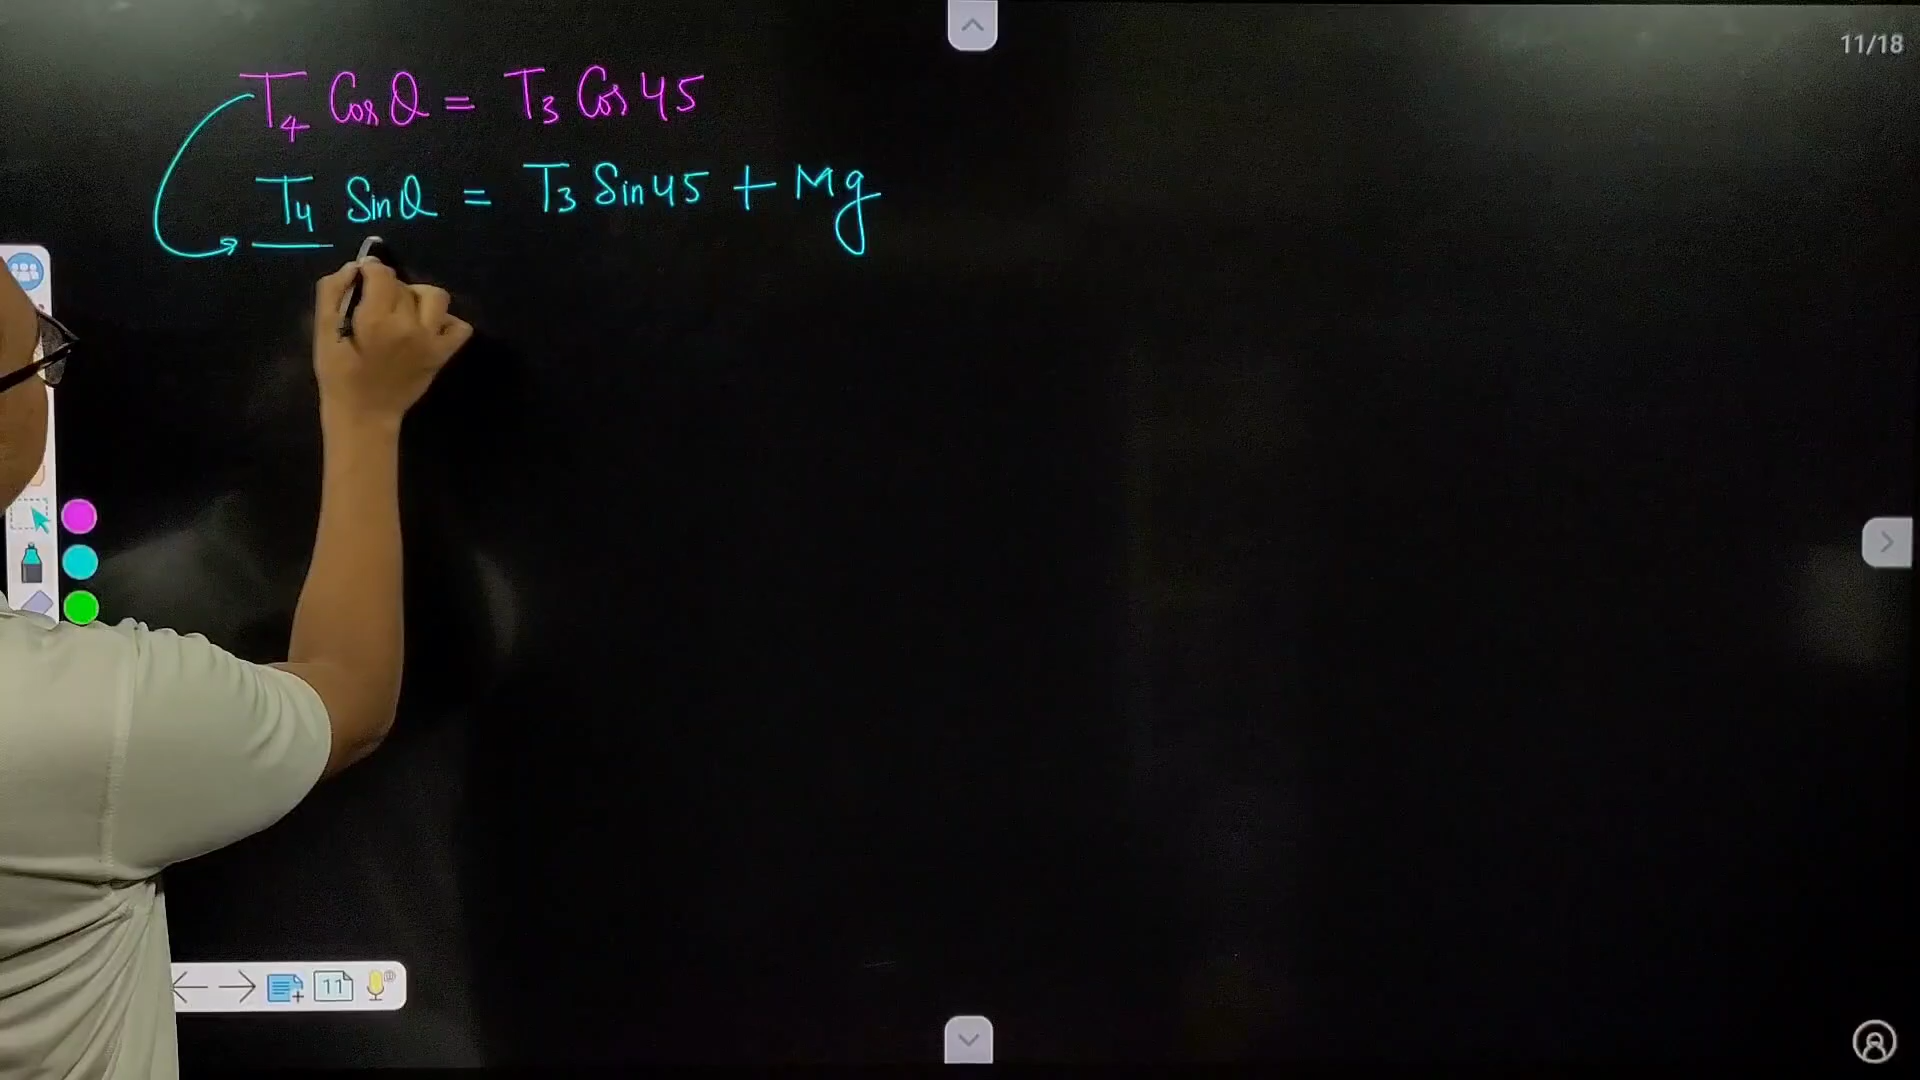 11/18
T₄ Cos θ = T₃ Cos 45
T₄ Sin θ = T₃ Sin 45 + Mg
11